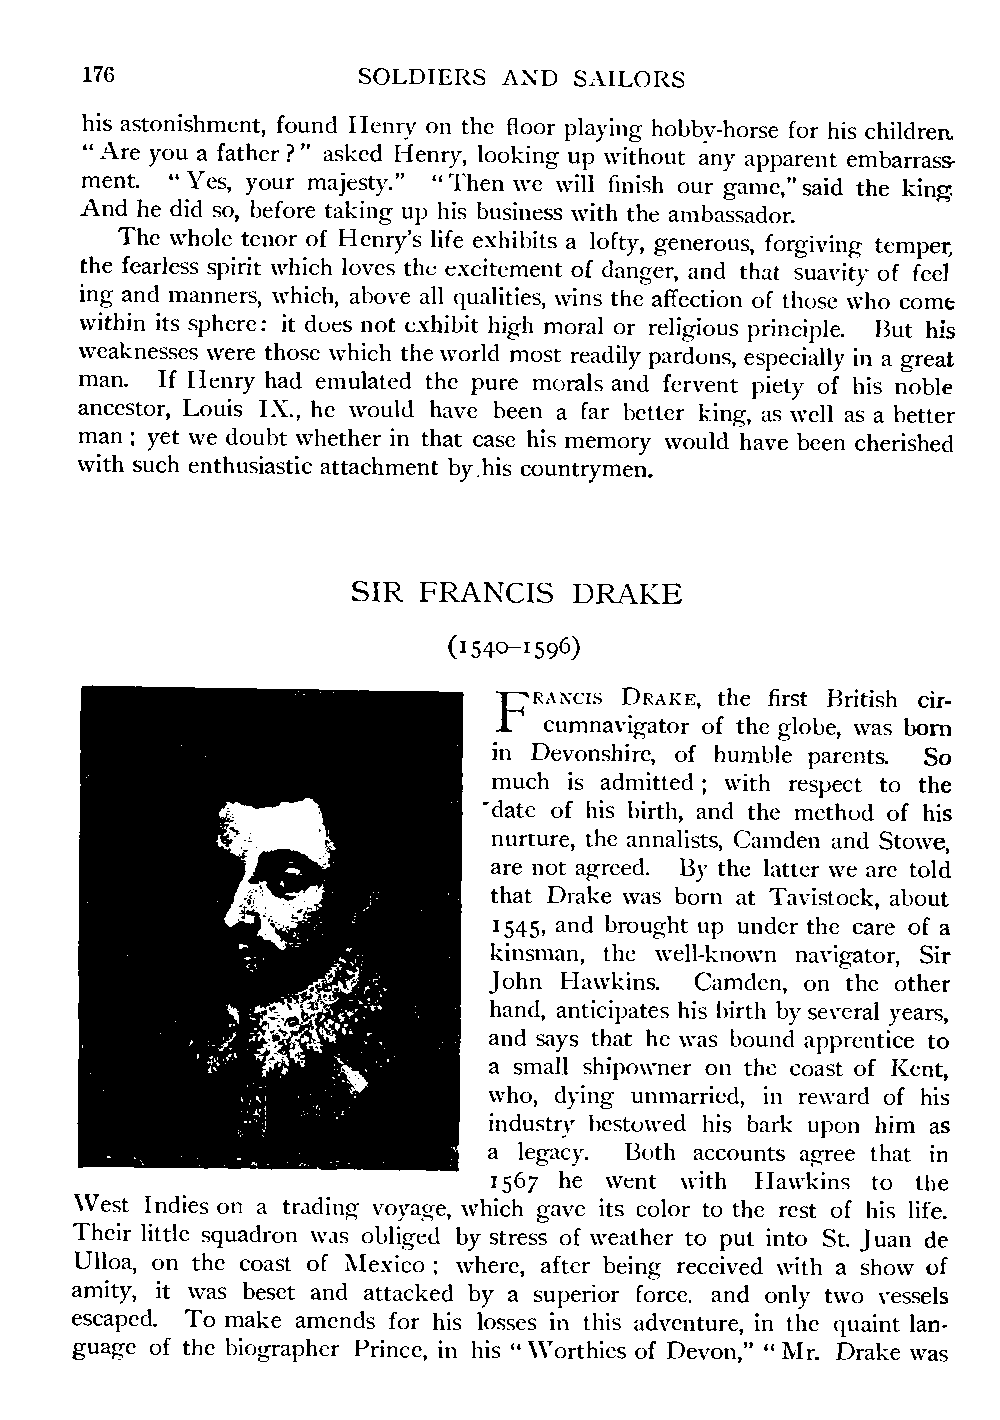 176 SOLDIERS AND SAILORS
his astonishment, found Henry on the floor playing hobby-horse for his children.
“Are you a father?” asked Henry, looking up without any apparent embarrass-
ment. “Yes, your majesty.” “Then we will finish our game,” said the king.
And he did so, before taking up his business with the ambassador.
The whole tenor of Henry’s life exhibits a lofty, generous, forgiving temper,
the fearless spirit which loves the excitement of danger, and that suavity of feel
ing and manners, which, above all qualities, wins the affection of those who come
within its sphere: it does not exhibit high moral or religious principle. But his
weaknesses were those which the world most readily pardons, especially in a great
man. If Henry had emulated the pure morals and fervent piety of his noble
ancestor, Louis IX., he would have been a far better king, as well as a better
man; yet we doubt whether in that case his memory would have been cherished
with such enthusiastic attachment by his countrymen.
SIR FRANCIS DRAKE
(1540–1596)
FRANCIS DRAKE, the first British cir-
cumnavigator of the globe, was born
in Devonshire, of humble parents. So
much is admitted; with respect to the
date of his birth, and the method of his
nurture, the annalists, Camden and Stowe,
are not agreed. By the latter we are told
that Drake was born at Tavistock, about
1545, and brought up under the care of a
kinsman, the well-known navigator, Sir
John Hawkins. Camden, on the other
hand, anticipates his birth by several years,
and says that he was bound apprentice to
a small shipowner on the coast of Kent,
who, dying unmarried, in reward of his
industry bestowed his bark upon him as
a legacy. Both accounts agree that in
1567 he went with Hawkins to the
West Indies on a trading voyage, which gave its color to the rest of his life.
Their little squadron was obliged by stress of weather to put into St. Juan de
Ulloa, on the coast of Mexico; where, after being received with a show of
amity, it was beset and attacked by a superior force, and only two vessels
escaped. To make amends for his losses in this adventure, in the quaint lan-
guage of the biographer Prince, in his “Worthies of Devon,” “Mr. Drake was